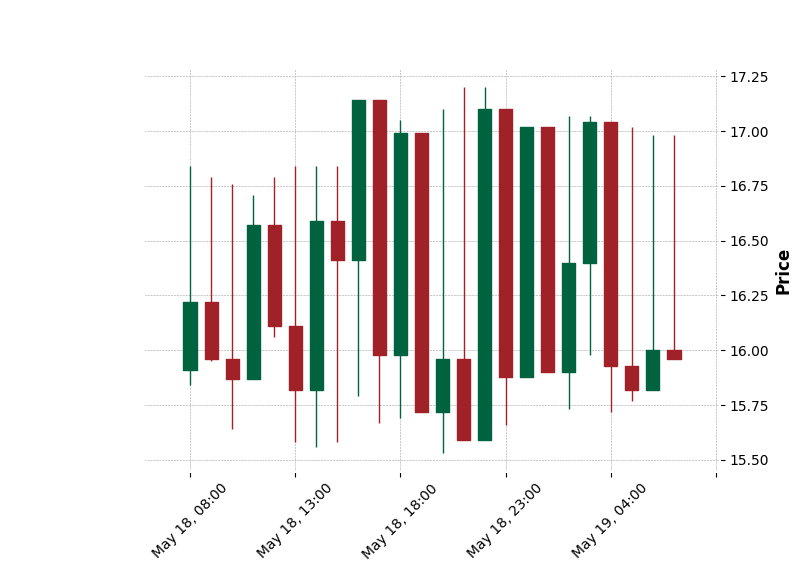 17.25
17.00
16.75
16.50
16.25
16.00
15.75
15.50
Price
May 18, 08:00
May 18, 13:00
May 18, 18:00
May 18, 23:00
May 19, 04:00